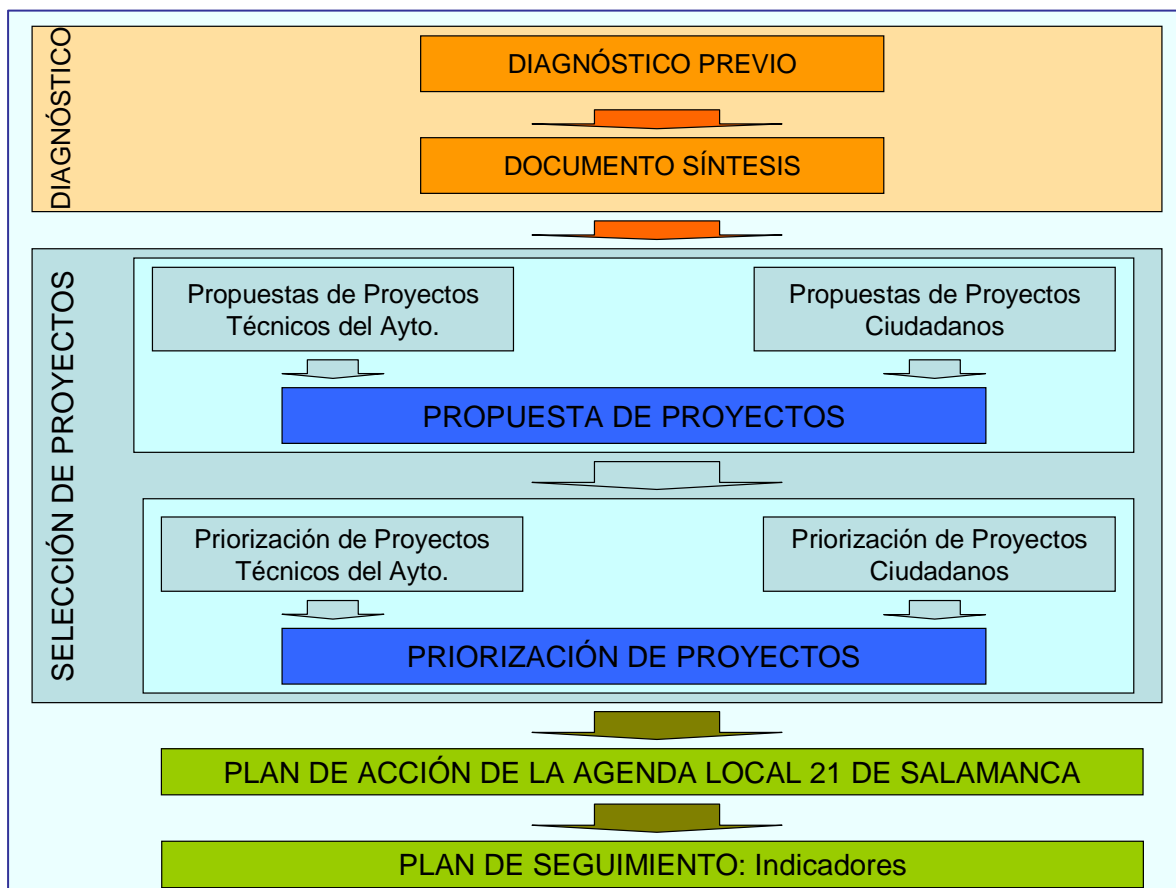 DIAGNÓSTICO
DIAGNÓSTICO PREVIO
DOCUMENTO SÍNTESIS
SELECCIÓN DE PROYECTOS
Propuestas de Proyectos
Técnicos del Ayto.
Propuestas de Proyectos
Ciudadanos
PROPUESTA DE PROYECTOS
Priorización de Proyectos
Técnicos del Ayto.
Priorización de Proyectos
Ciudadanos
PRIORIZACIÓN DE PROYECTOS
PLAN DE ACCIÓN DE LA AGENDA LOCAL 21 DE SALAMANCA
PLAN DE SEGUIMIENTO: Indicadores